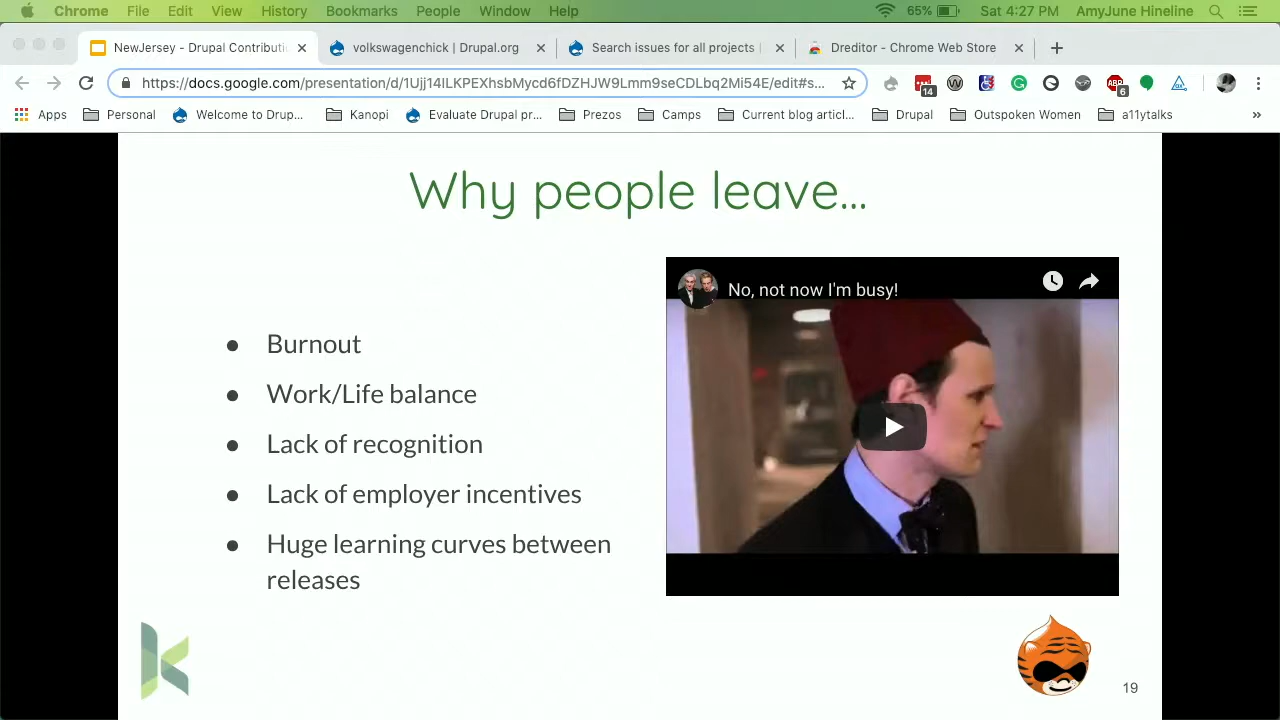 Chrome File Edit View History Bookmarks People Window Help 65% Sat 4:27 PM AmyJune Hineline
NewJersey - Drupal Contributi volkswagenchick | Drupal.org Search issues for all projects | Dreditor - Chrome Web Store
https://docs.google.com/presentation/d/1Ujj14lLKPEXhsbMycd6fDZHJW9Lmm9seCDLbq2Mi54E/edit#s...
14
ABP
6
Apps Personal Welcome to Drup... Kanopi Evaluate Drupal pr... Prezos Camps Current blog articl... Drupal Outspoken Women a11ytalks »
Why people leave...
No, not now I'm busy!
● Burnout
● Work/Life balance
● Lack of recognition
● Lack of employer incentives
● Huge learning curves between
releases
19